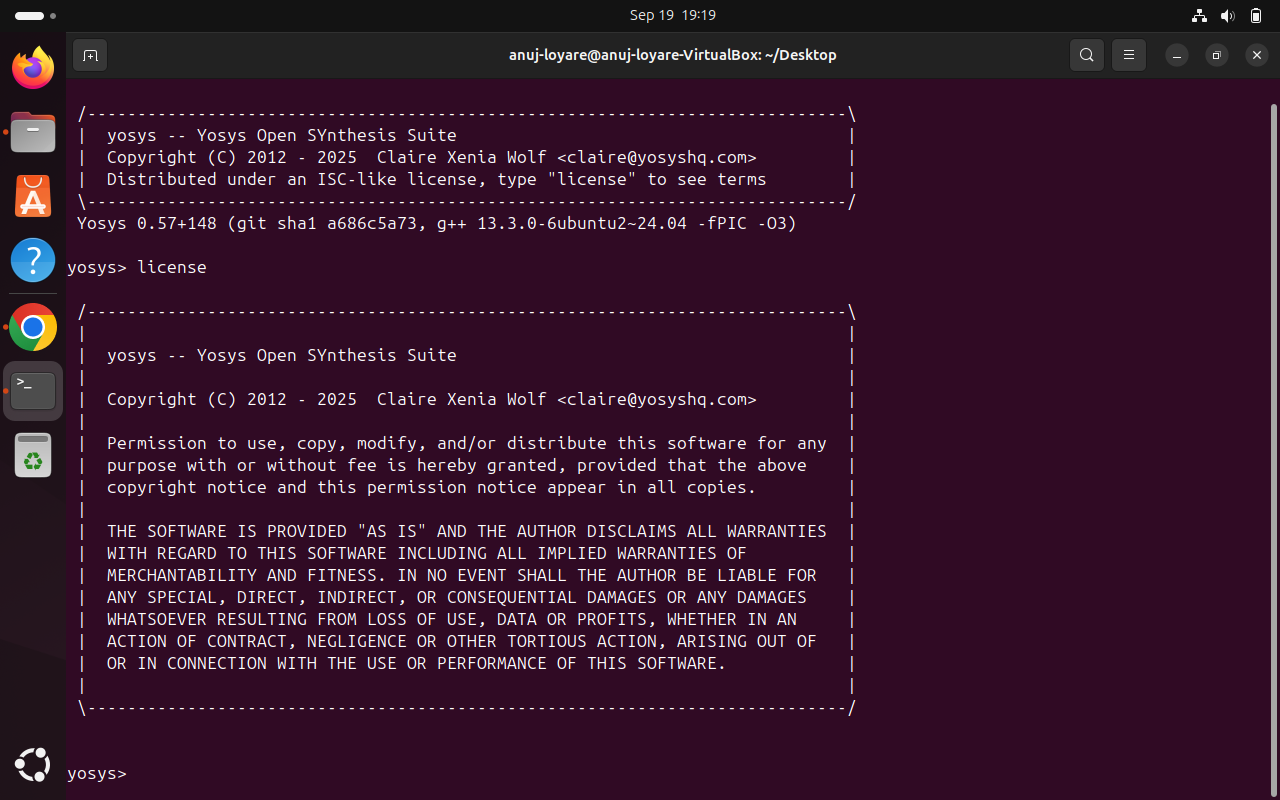 Sep 19 19:19
anuj-loyare@anuj-loyare-VirtualBox: ~/Desktop
/----------------------------------------------------------------------------\
| yosys -- Yosys Open SYnthesis Suite |
| Copyright (C) 2012 - 2025 Claire Xenia Wolf <claire@yosyshq.com> |
| Distributed under an ISC-like license, type "license" to see terms |
\----------------------------------------------------------------------------/
Yosys 0.57+148 (git sha1 a686c5a73, g++ 13.3.0-6ubuntu2~24.04 -fPIC -O3)
yosys> license
/----------------------------------------------------------------------------\
| |
| yosys -- Yosys Open SYnthesis Suite |
| |
| Copyright (C) 2012 - 2025 Claire Xenia Wolf <claire@yosyshq.com> |
| |
| Permission to use, copy, modify, and/or distribute this software for any |
| purpose with or without fee is hereby granted, provided that the above |
| copyright notice and this permission notice appear in all copies. |
| |
| THE SOFTWARE IS PROVIDED "AS IS" AND THE AUTHOR DISCLAIMS ALL WARRANTIES |
| WITH REGARD TO THIS SOFTWARE INCLUDING ALL IMPLIED WARRANTIES OF |
| MERCHANTABILITY AND FITNESS. IN NO EVENT SHALL THE AUTHOR BE LIABLE FOR |
| ANY SPECIAL, DIRECT, INDIRECT, OR CONSEQUENTIAL DAMAGES OR ANY DAMAGES |
| WHATSOEVER RESULTING FROM LOSS OF USE, DATA OR PROFITS, WHETHER IN AN |
| ACTION OF CONTRACT, NEGLIGENCE OR OTHER TORTIOUS ACTION, ARISING OUT OF |
| OR IN CONNECTION WITH THE USE OR PERFORMANCE OF THIS SOFTWARE. |
| |
\----------------------------------------------------------------------------/
yosys>